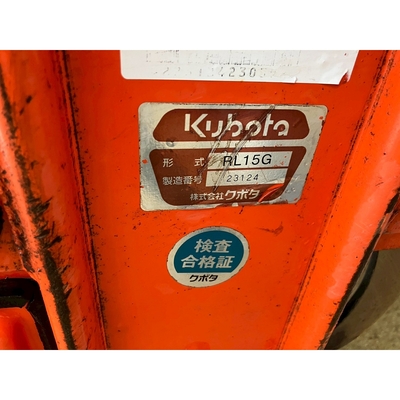 Kubota
形式 RL15G
製造番号 23124
株式会社クボタ
検査
合格証
クボタ